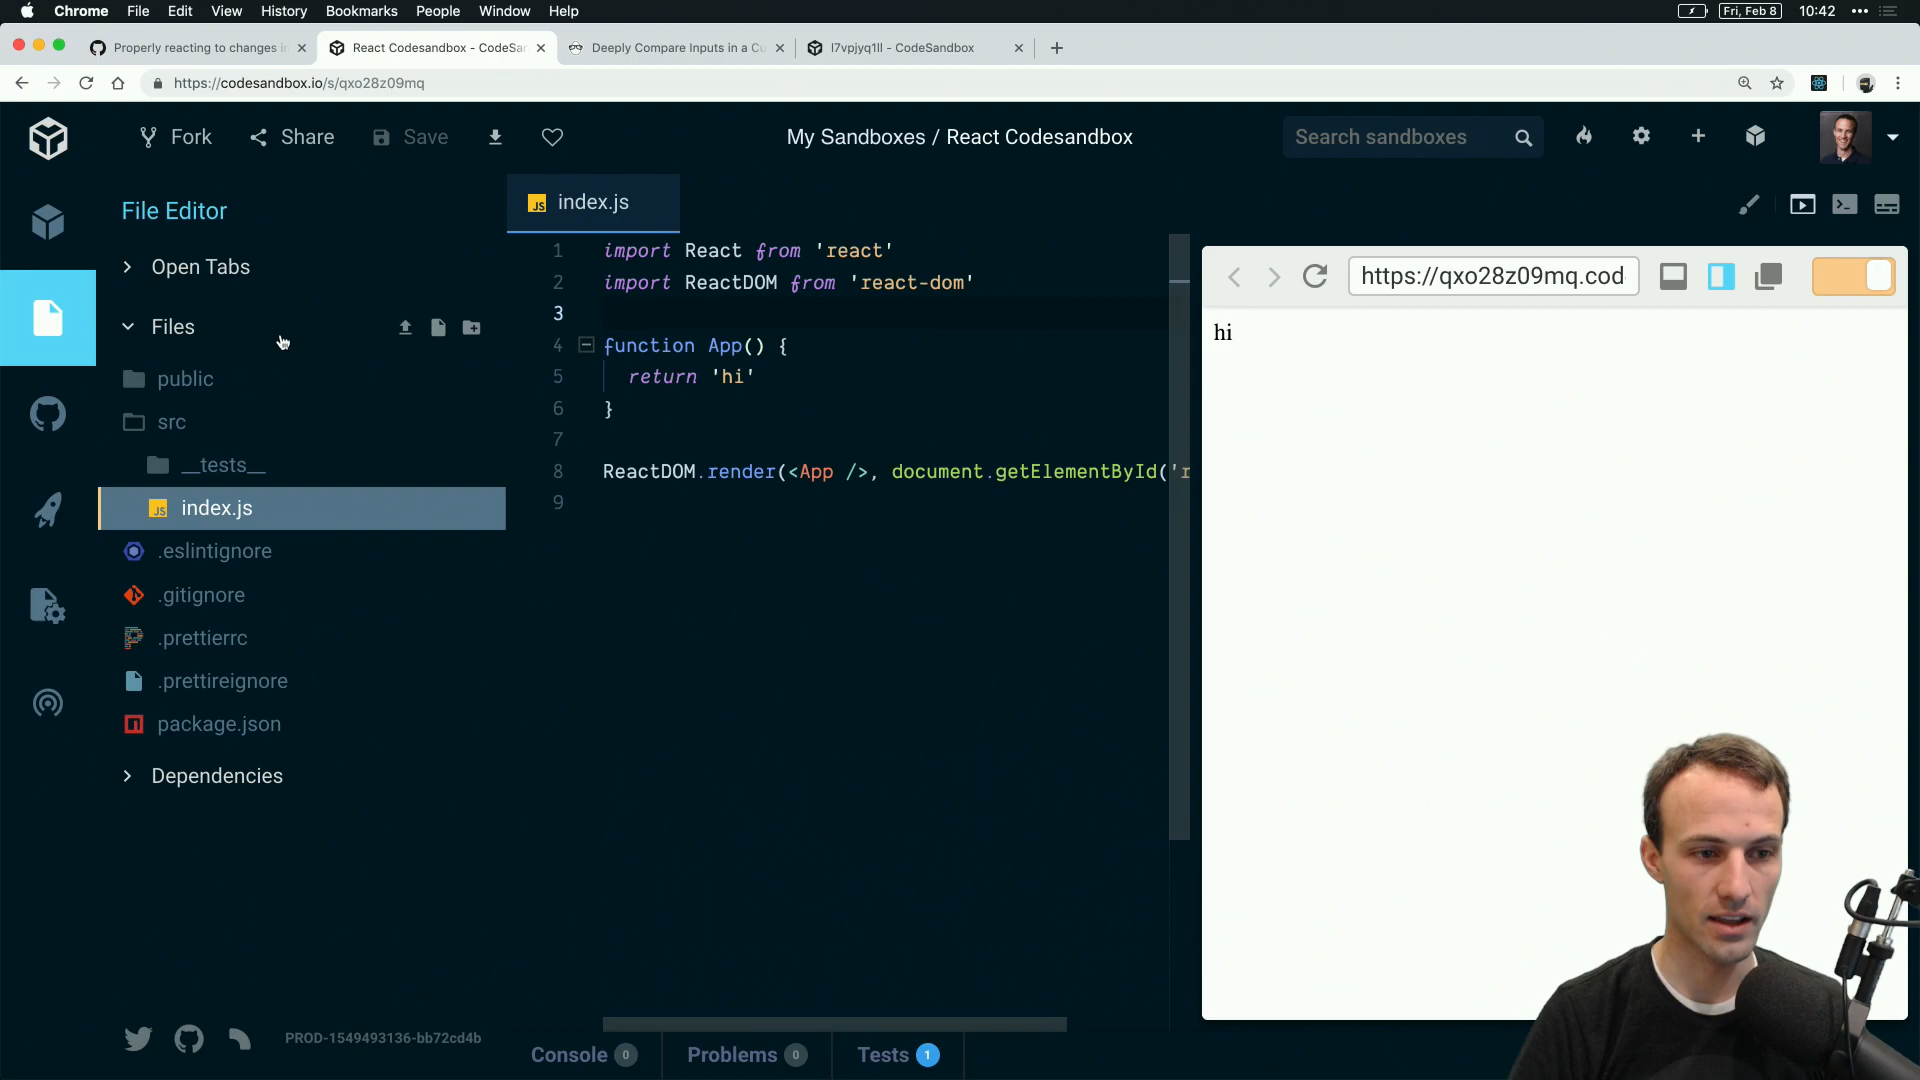 Chrome File Edit View History Bookmarks People Window Help Fri, Feb 8 10:42
Properly reacting to changes in
React Codesandbox - CodeSan
Deeply Compare Inputs in a Cu
l7vpjyq1ll - CodeSandbox
https://codesandbox.io/s/qxo28z09mq
Fork Share Save My Sandboxes / React Codesandbox Search sandboxes
File Editor
Open Tabs
Files
public
src
__tests__
index.js
.eslintignore
.gitignore
.prettierrc
.prettireignore
package.json
Dependencies
PROD-1549493136-bb72cd4b
JS index.js
1 import React from 'react'
2 import ReactDOM from 'react-dom'
3
4 function App() {
5 return 'hi'
6 }
7
8 ReactDOM.render(<App />, document.getElementById('r
9
https://qxo28z09mq.cod
hi
Console 0 Problems 0 Tests 1